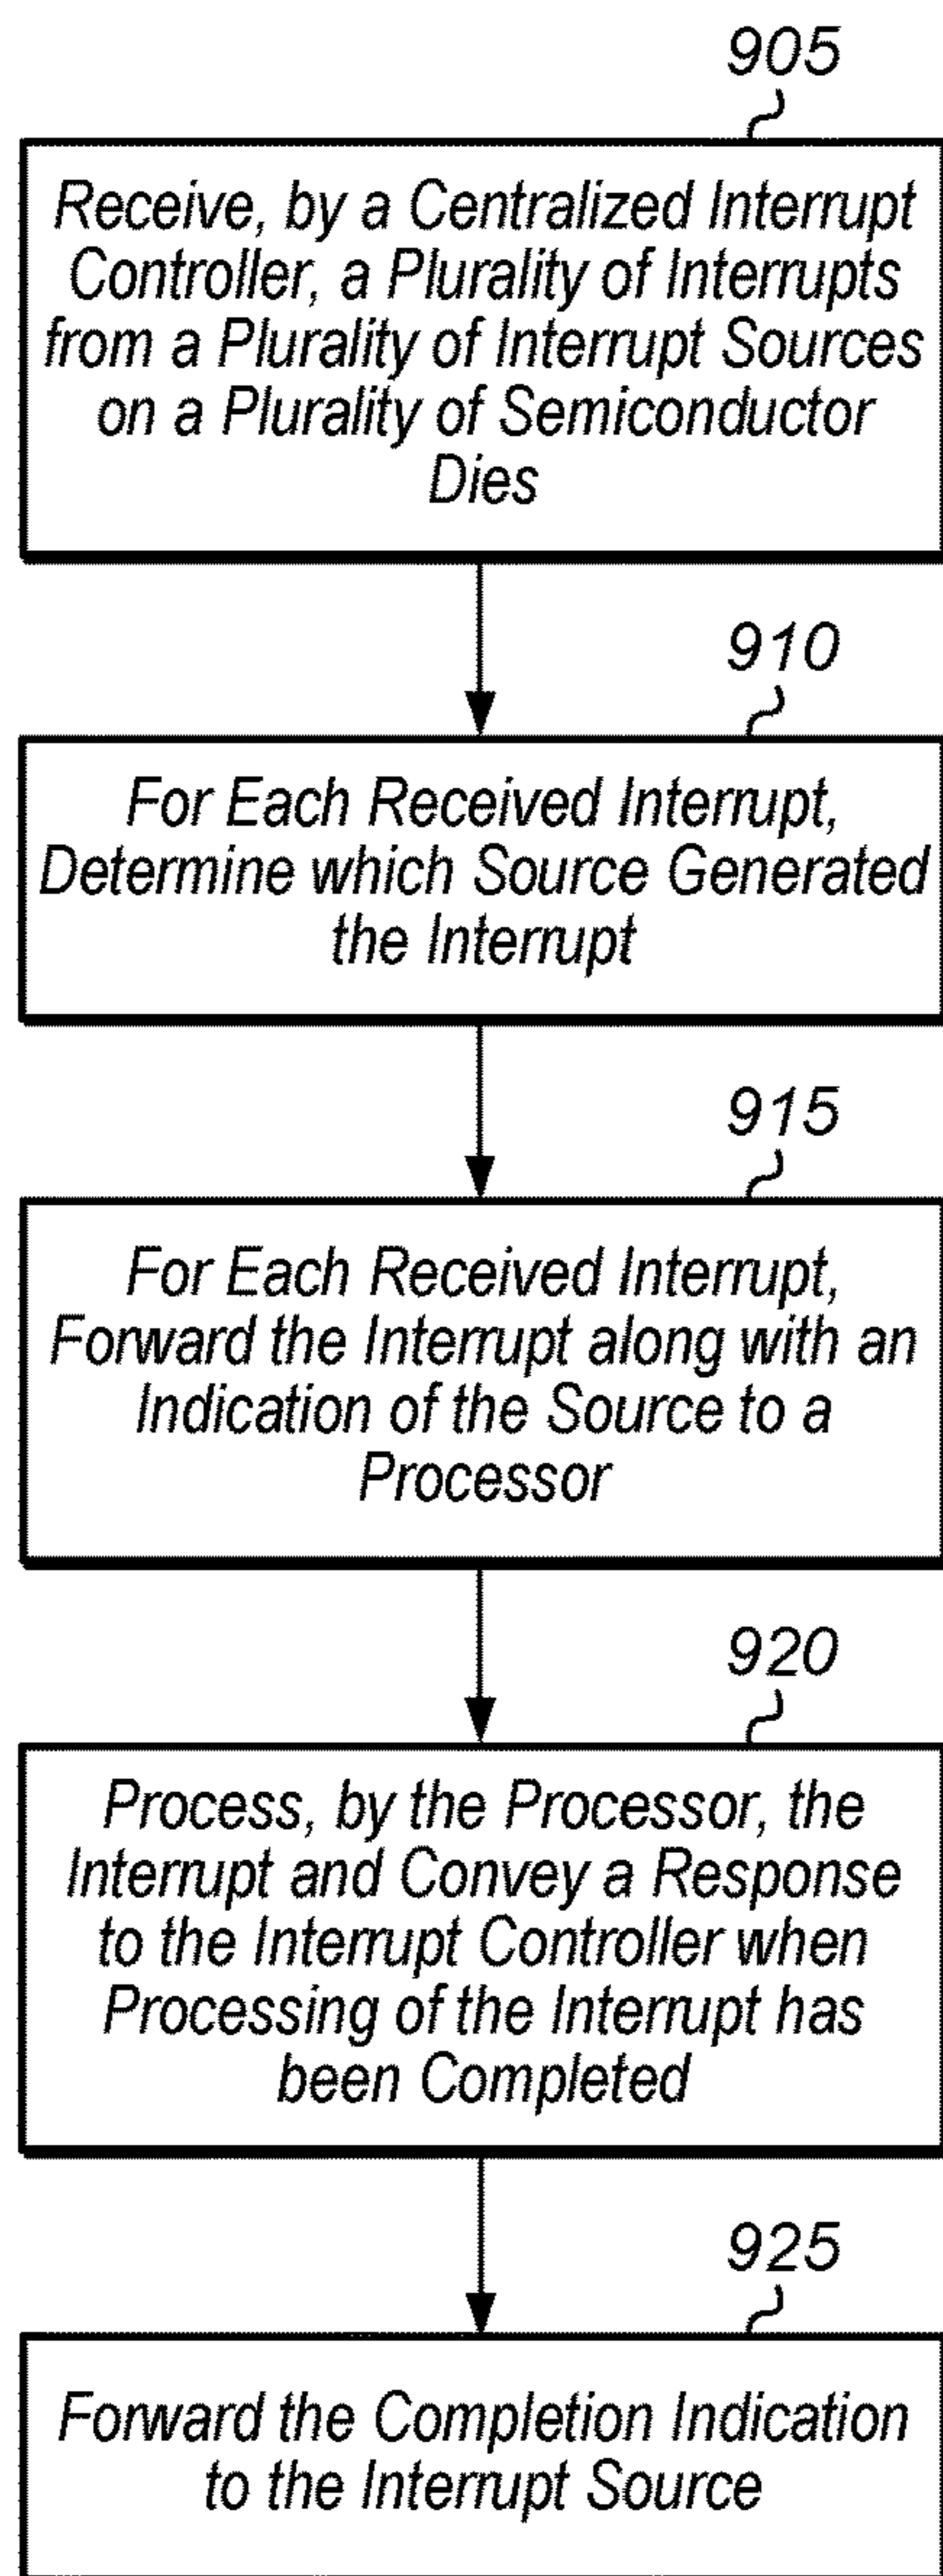 905
Receive, by a Centralized Interrupt
Controller, a Plurality of Interrupts
from a Plurality of Interrupt Sources
on a Plurality of Semiconductor
Dies
910
For Each Received Interrupt,
Determine which Source Generated
the Interrupt
915
For Each Received Interrupt,
Forward the Interrupt along with an
Indication of the Source to a
Processor
920
Process, by the Processor, the
Interrupt and Convey a Response
to the Interrupt Controller when
Processing of the Interrupt has
been Completed
925
Forward the Completion Indication
to the Interrupt Source